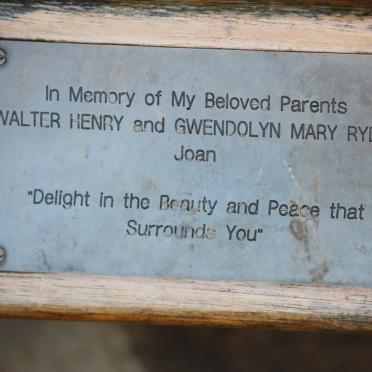 In Memory of My Beloved Parents
WALTER HENRY and GWENDOLYN MARY
Joan
"Delight in the Beauty and Peace that
Surrounds You"